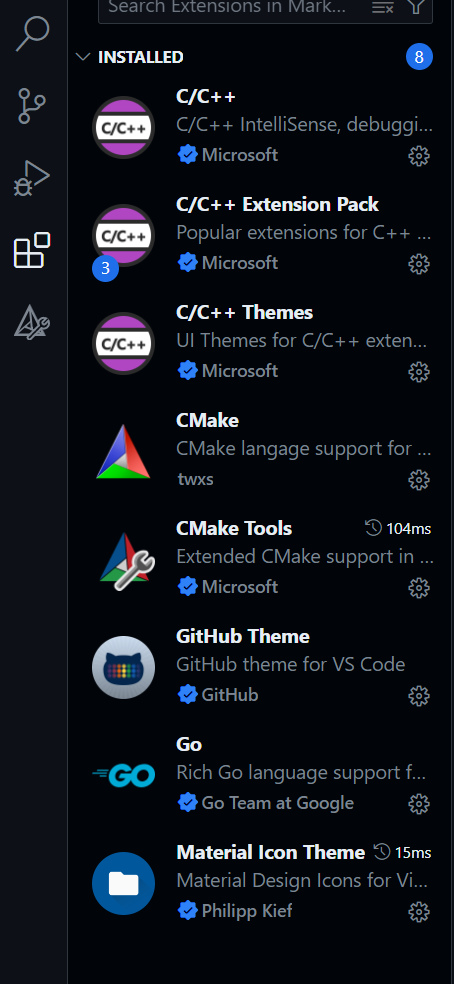 Search Extensions in Mark...
INSTALLED
8
C/C++
C/C++
C/C++ IntelliSense, debuggi...
Microsoft
C/C++
3
C/C++ Extension Pack
Popular extensions for C++ ...
Microsoft
C/C++
C/C++ Themes
UI Themes for C/C++ exten...
Microsoft
CMake
CMake langage support for ...
twxs
CMake Tools 104ms
Extended CMake support in ...
Microsoft
GitHub Theme
GitHub theme for VS Code
GitHub
GO
Go
Rich Go language support f...
Go Team at Google
Material Icon Theme 15ms
Material Design Icons for Vi...
Philipp Kief